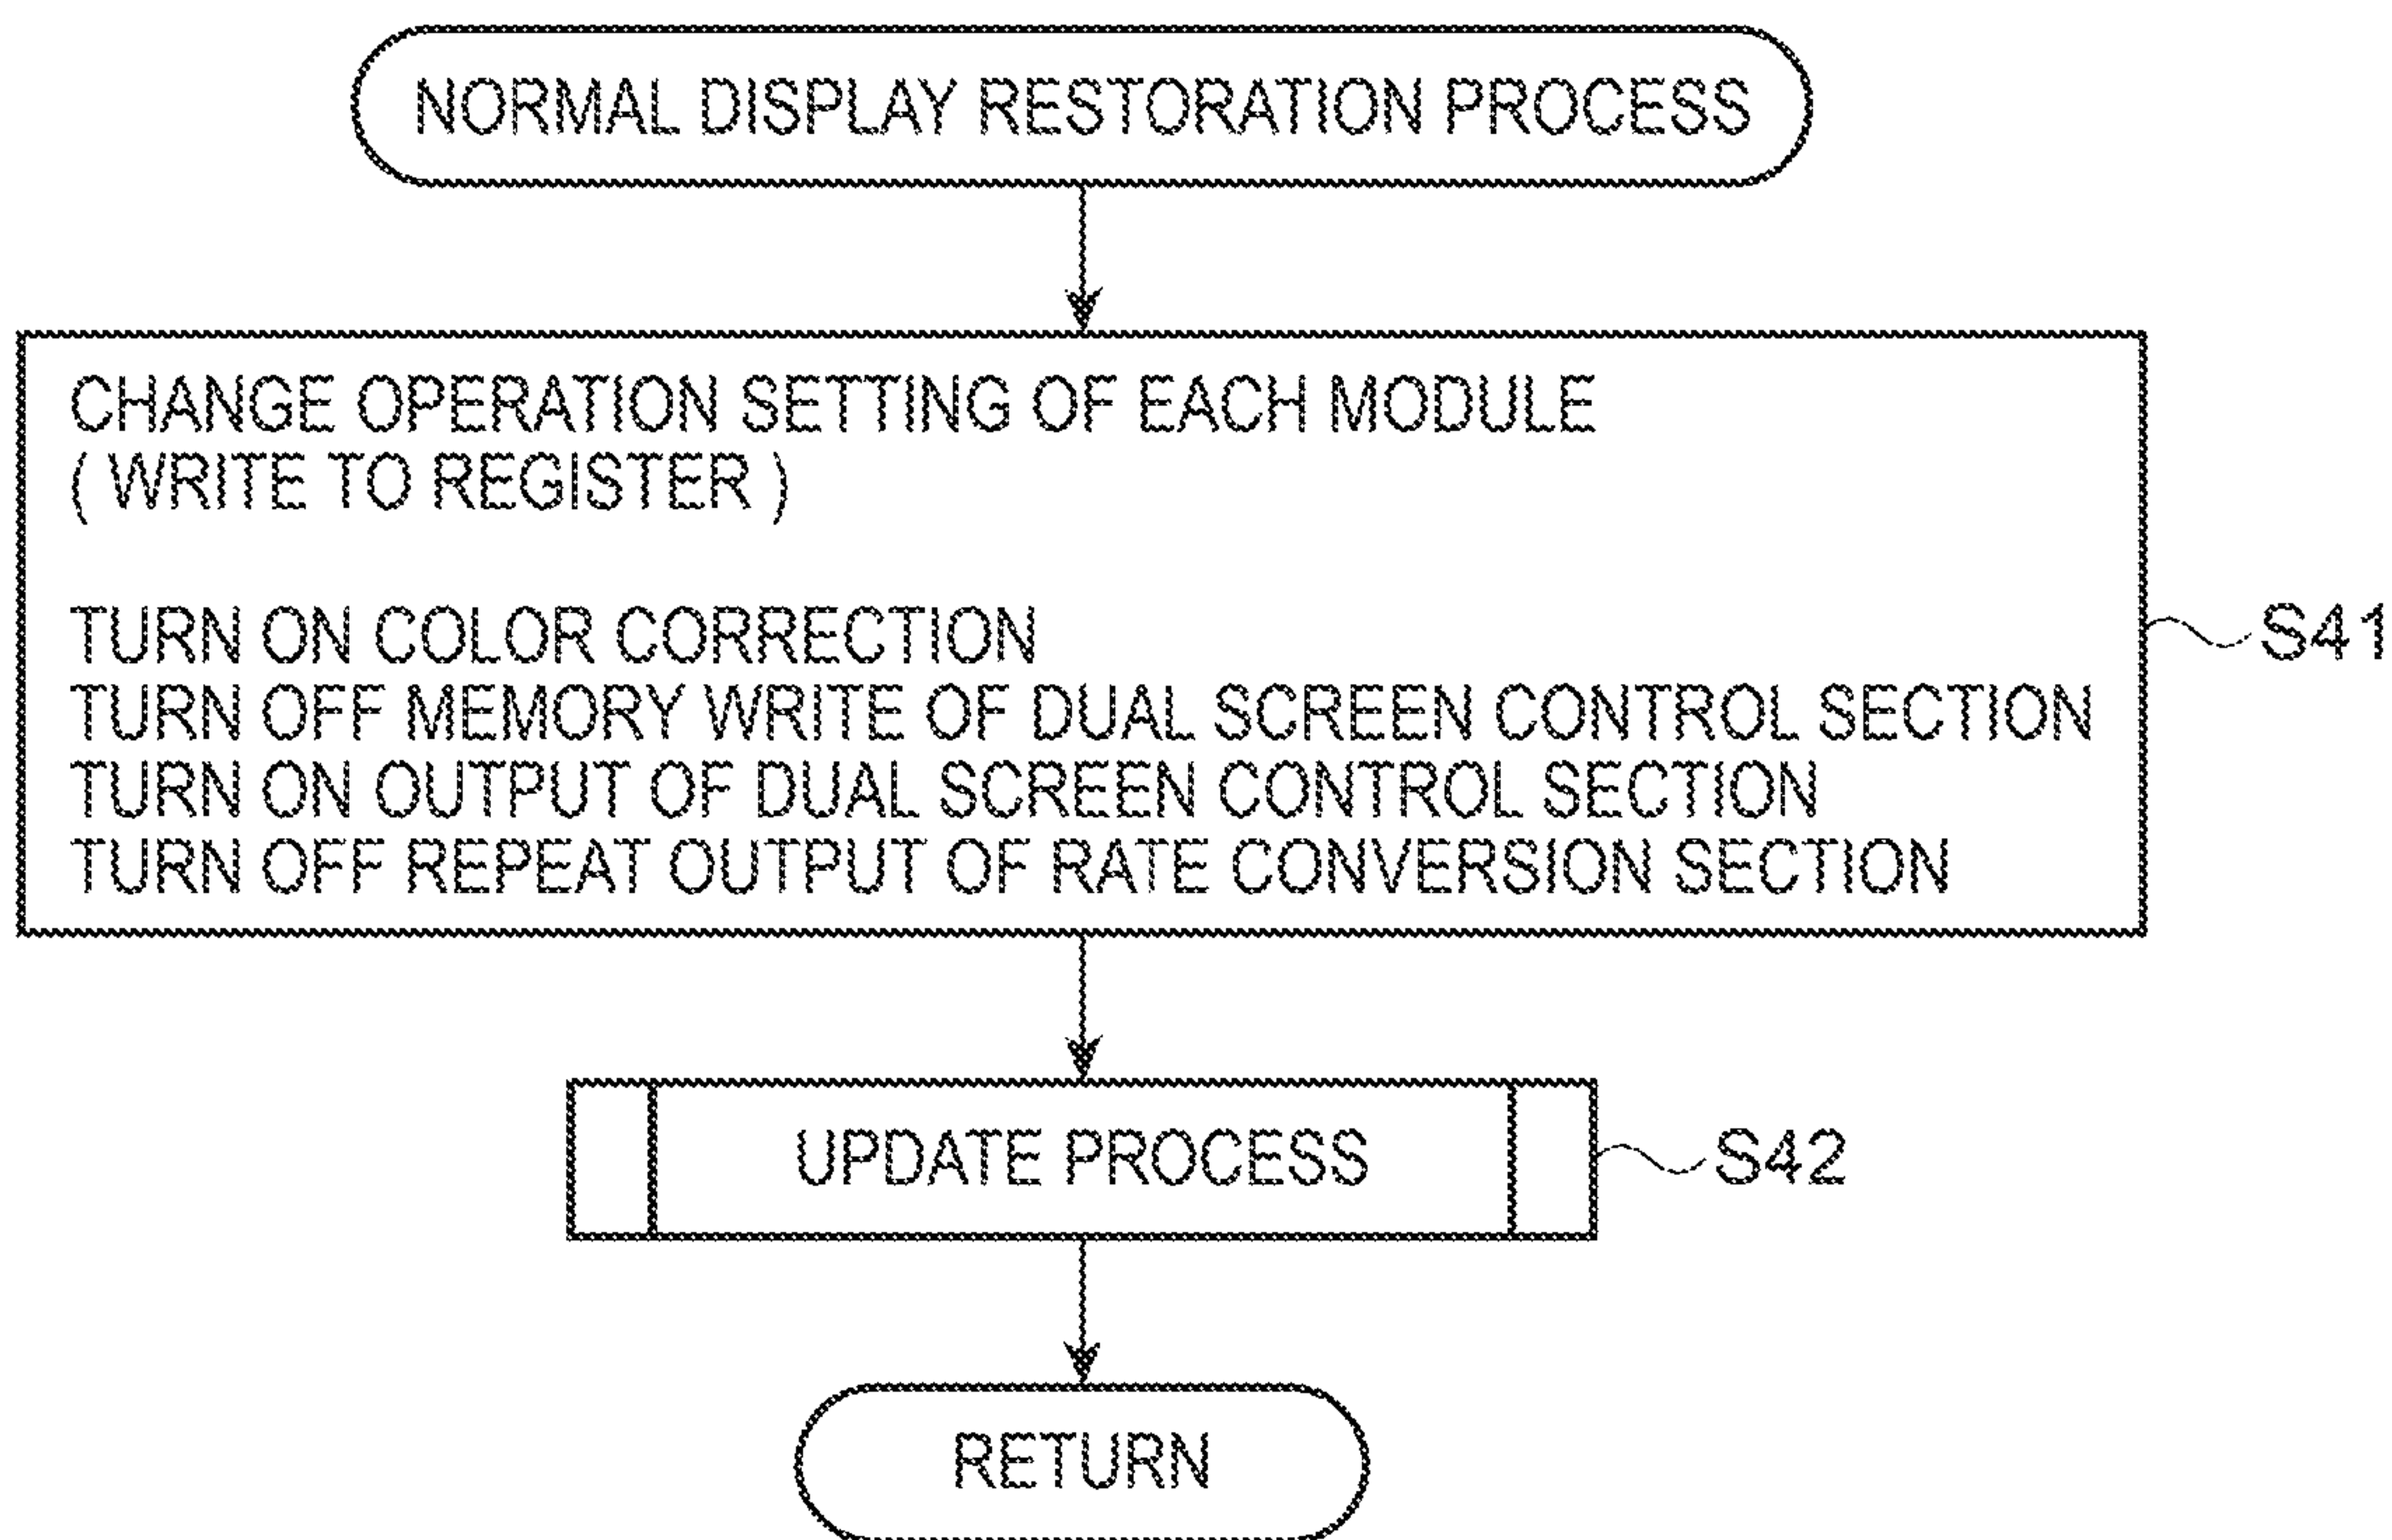 NORMAL DISPLAY RESTORATION PROCESS
CHANGE OPERATION SETTING OF EACH MODULE
( WRITE TO REGISTER )
TURN ON COLOR CORRECTION
TURN OFF MEMORY WRITE OF DUAL SCREEN CONTROL SECTION
TURN ON OUTPUT OF DUAL SCREEN CONTROL SECTION
TURN OFF REPEAT OUTPUT OF RATE CONVERSION SECTION
S41
UPDATE PROCESS
S42
RETURN